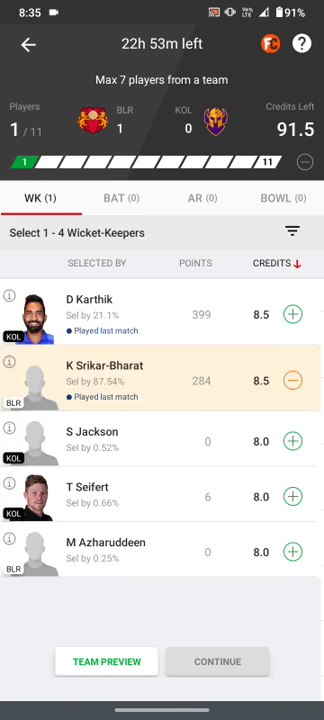 8:35
Vo))
LTE
91%
22h 53m left
FC
?
Max 7 players from a team
Players
1 / 11
BLR
1
KOL
0
Credits Left
91.5
1
11
WK (1)
BAT (0)
AR (0)
BOWL (0)
Select 1 - 4 Wicket-Keepers
SELECTED BY
POINTS
CREDITS
D Karthik
Sel by 21.1%
Played last match
399
8.5
KOL
K Srikar-Bharat
Sel by 87.54%
Played last match
284
8.5
BLR
S Jackson
Sel by 0.52%
0
8.0
KOL
T Seifert
Sel by 0.66%
6
8.0
KOL
M Azharuddeen
Sel by 0.25%
0
8.0
BLR
TEAM PREVIEW
CONTINUE